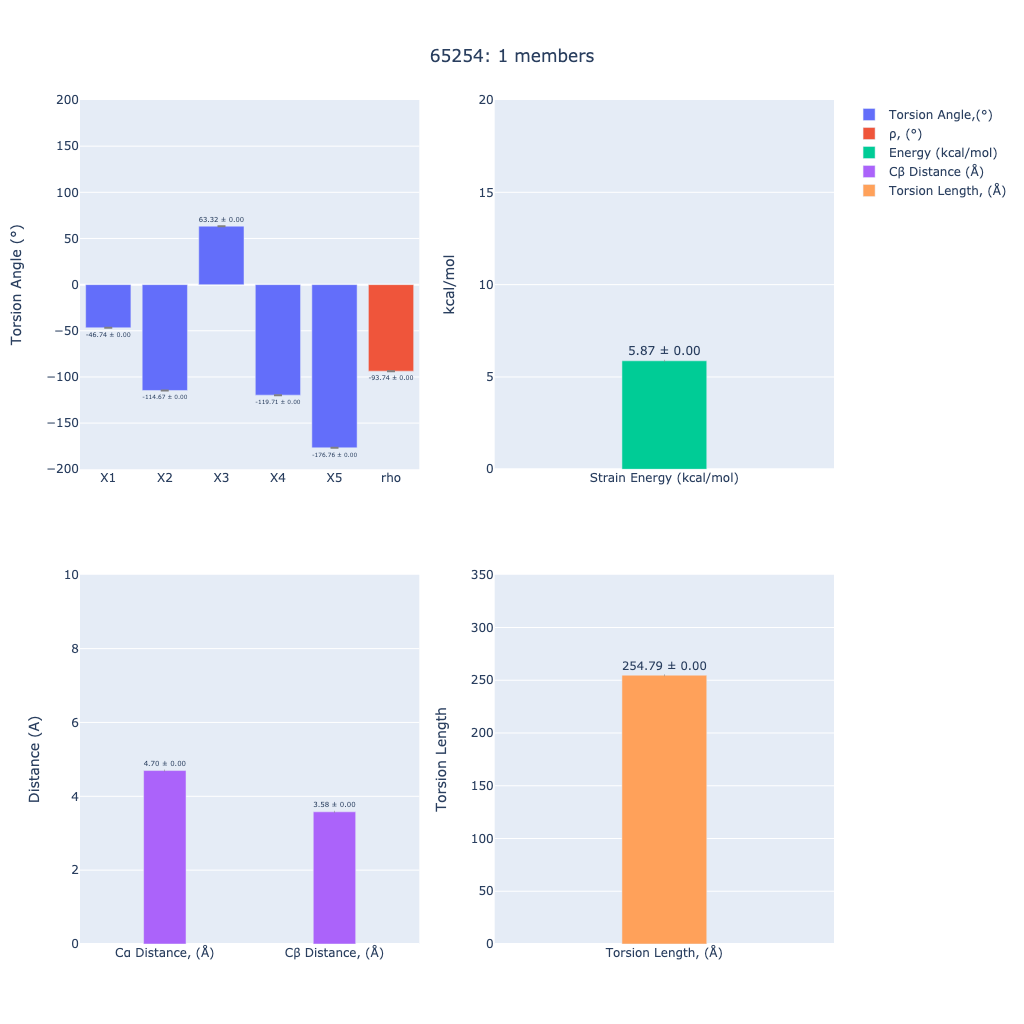 65254: 1 members
Torsion Angle (°)
200
150
100
50
0
−50
−100
−150
−200
-46.74 ± 0.00
-114.67 ± 0.00
63.32 ± 0.00
-119.71 ± 0.00
-176.76 ± 0.00
-93.74 ± 0.00
X1 X2 X3 X4 X5 rho
kcal/mol
20
15
10
5
0
5.87 ± 0.00
Strain Energy (kcal/mol)
Torsion Angle,(°)
ρ, (°)
Energy (kcal/mol)
Cβ Distance (Å)
Torsion Length, (Å)
Distance (A)
10
8
6
4
2
0
4.70 ± 0.00
3.58 ± 0.00
Cα Distance, (Å) Cβ Distance, (Å)
Torsion Length
350
300
250
200
150
100
50
0
254.79 ± 0.00
Torsion Length, (Å)